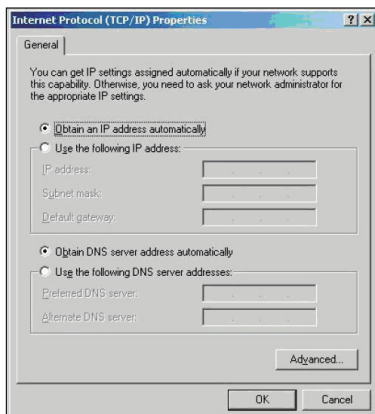 Internet Protocol (TCP/IP) Properties
General
You can get IP settings assigned automatically if your network supports
this capability. Otherwise, you need to ask your network administrator for
the appropriate IP settings.
Obtain an IP address automatically
Use the following IP address:
IP address:
Subnet mask:
Default gateway:
Obtain DNS server address automatically
Use the following DNS server addresses:
Preferred DNS server:
Alternate DNS server:
Advanced...
OK Cancel